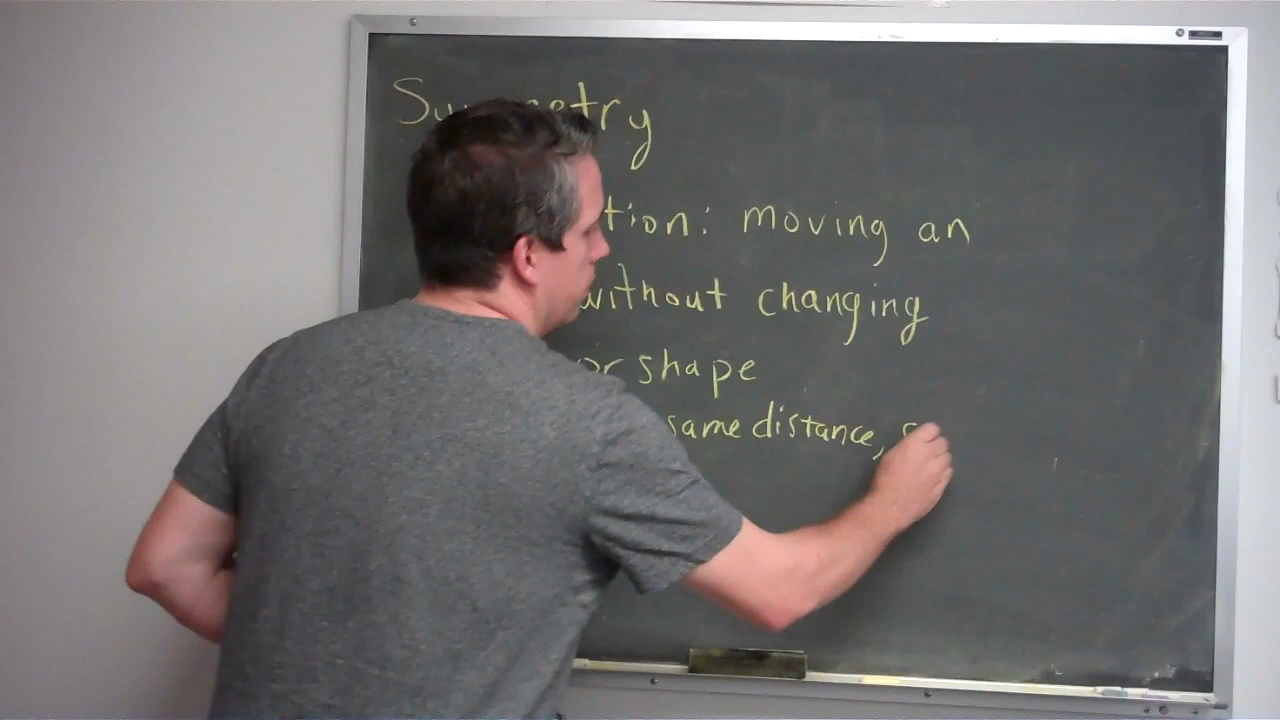 Symmetry
tion: moving an
without changing
or shape
same distance, s